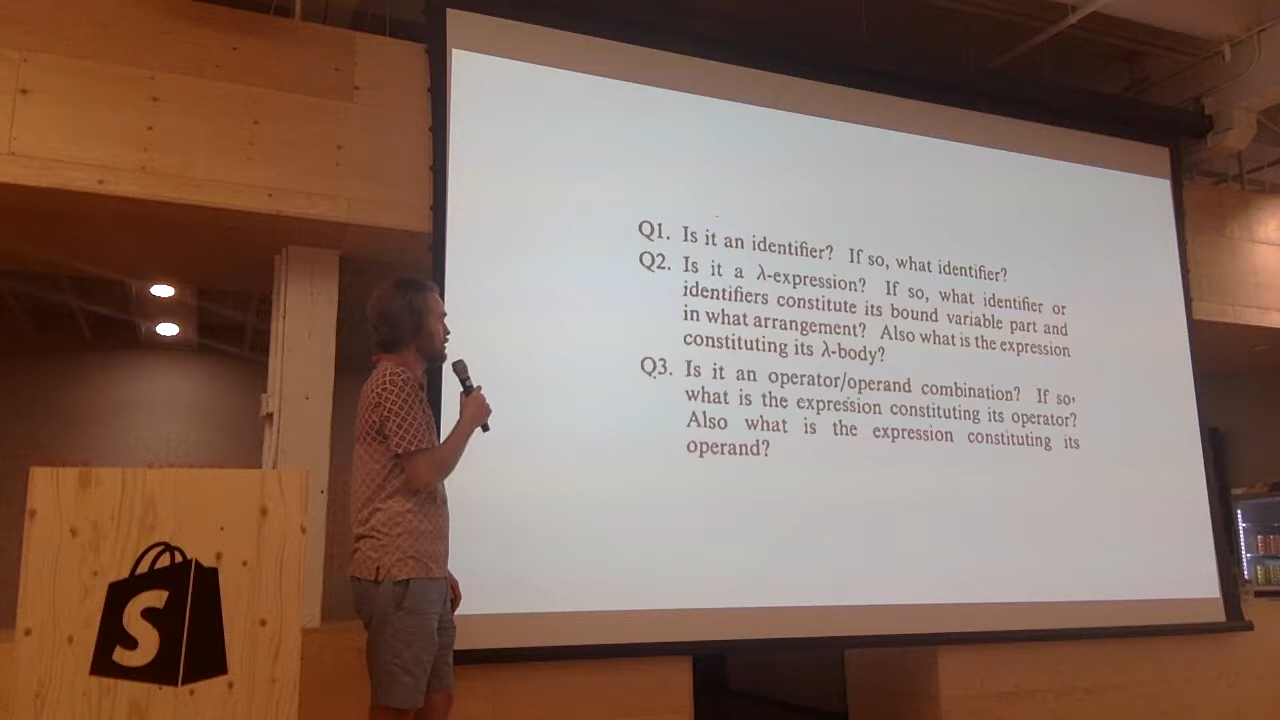 Q1. Is it an identifier? If so, what identifier?
Q2. Is it a λ-expression? If so, what identifier or
identifiers constitute its bound variable part and
in what arrangement? Also what is the expression
constituting its λ-body?
Q3. Is it an operator/operand combination? If so,
what is the expression constituting its operator?
Also what is the expression constituting its
operand?
S